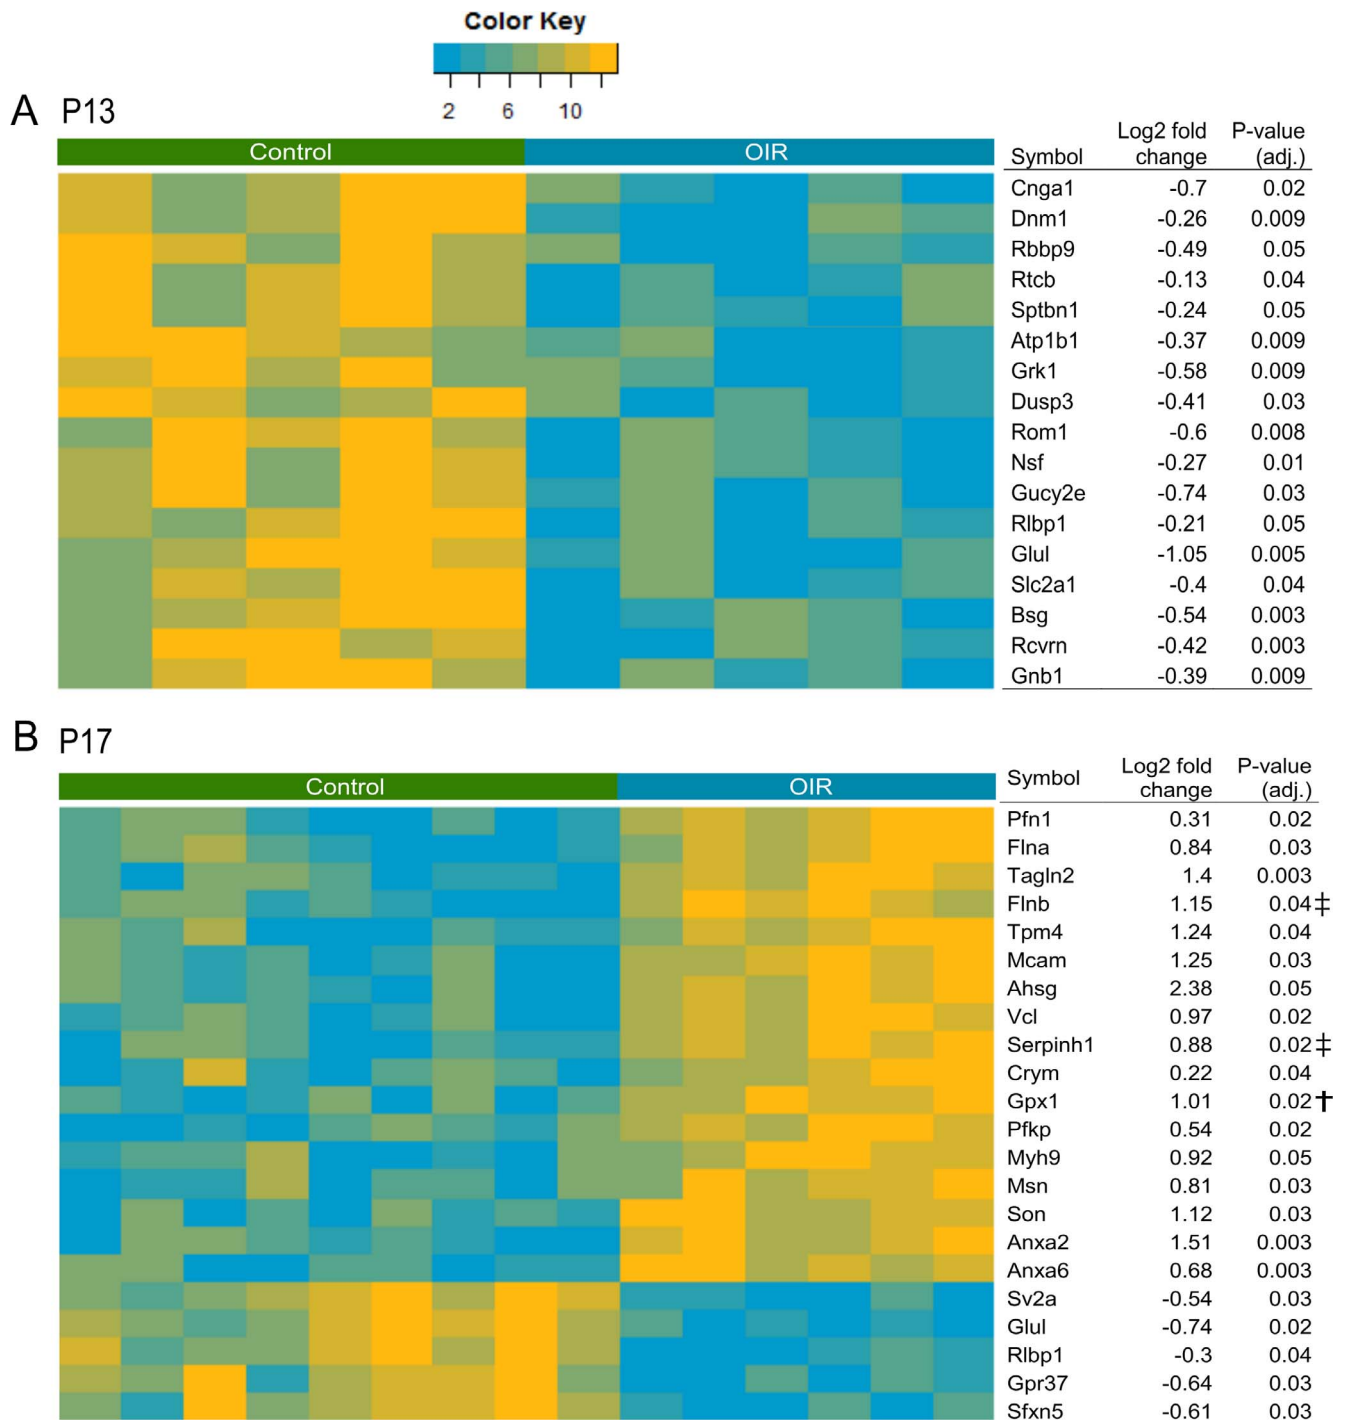 Color Key
2 6 10
A P13
Control OIR
Symbol Log2 fold change P-value (adj.)
Cnga1 -0.7 0.02
Dnm1 -0.26 0.009
Rbbp9 -0.49 0.05
Rtcb -0.13 0.04
Sptbn1 -0.24 0.05
Atp1b1 -0.37 0.009
Grk1 -0.58 0.009
Dusp3 -0.41 0.03
Rom1 -0.6 0.008
Nsf -0.27 0.01
Gucy2e -0.74 0.03
Rlbp1 -0.21 0.05
Glul -1.05 0.005
Slc2a1 -0.4 0.04
Bsg -0.54 0.003
Rcvrn -0.42 0.003
Gnb1 -0.39 0.009
B P17
Control OIR
Symbol Log2 fold change P-value (adj.)
Pfn1 0.31 0.02
Flna 0.84 0.03
Tagln2 1.4 0.003
Flnb 1.15 0.04‡
Tpm4 1.24 0.04
Mcam 1.25 0.03
Ahsg 2.38 0.05
Vcl 0.97 0.02
Serpinh1 0.88 0.02‡
Crym 0.22 0.04
Gpx1 1.01 0.02†
Pfkp 0.54 0.02
Myh9 0.92 0.05
Msn 0.81 0.03
Son 1.12 0.03
Anxa2 1.51 0.003
Anxa6 0.68 0.003
Sv2a -0.54 0.03
Glul -0.74 0.02
Rlbp1 -0.3 0.04
Gpr37 -0.64 0.03
Sfxn5 -0.61 0.03